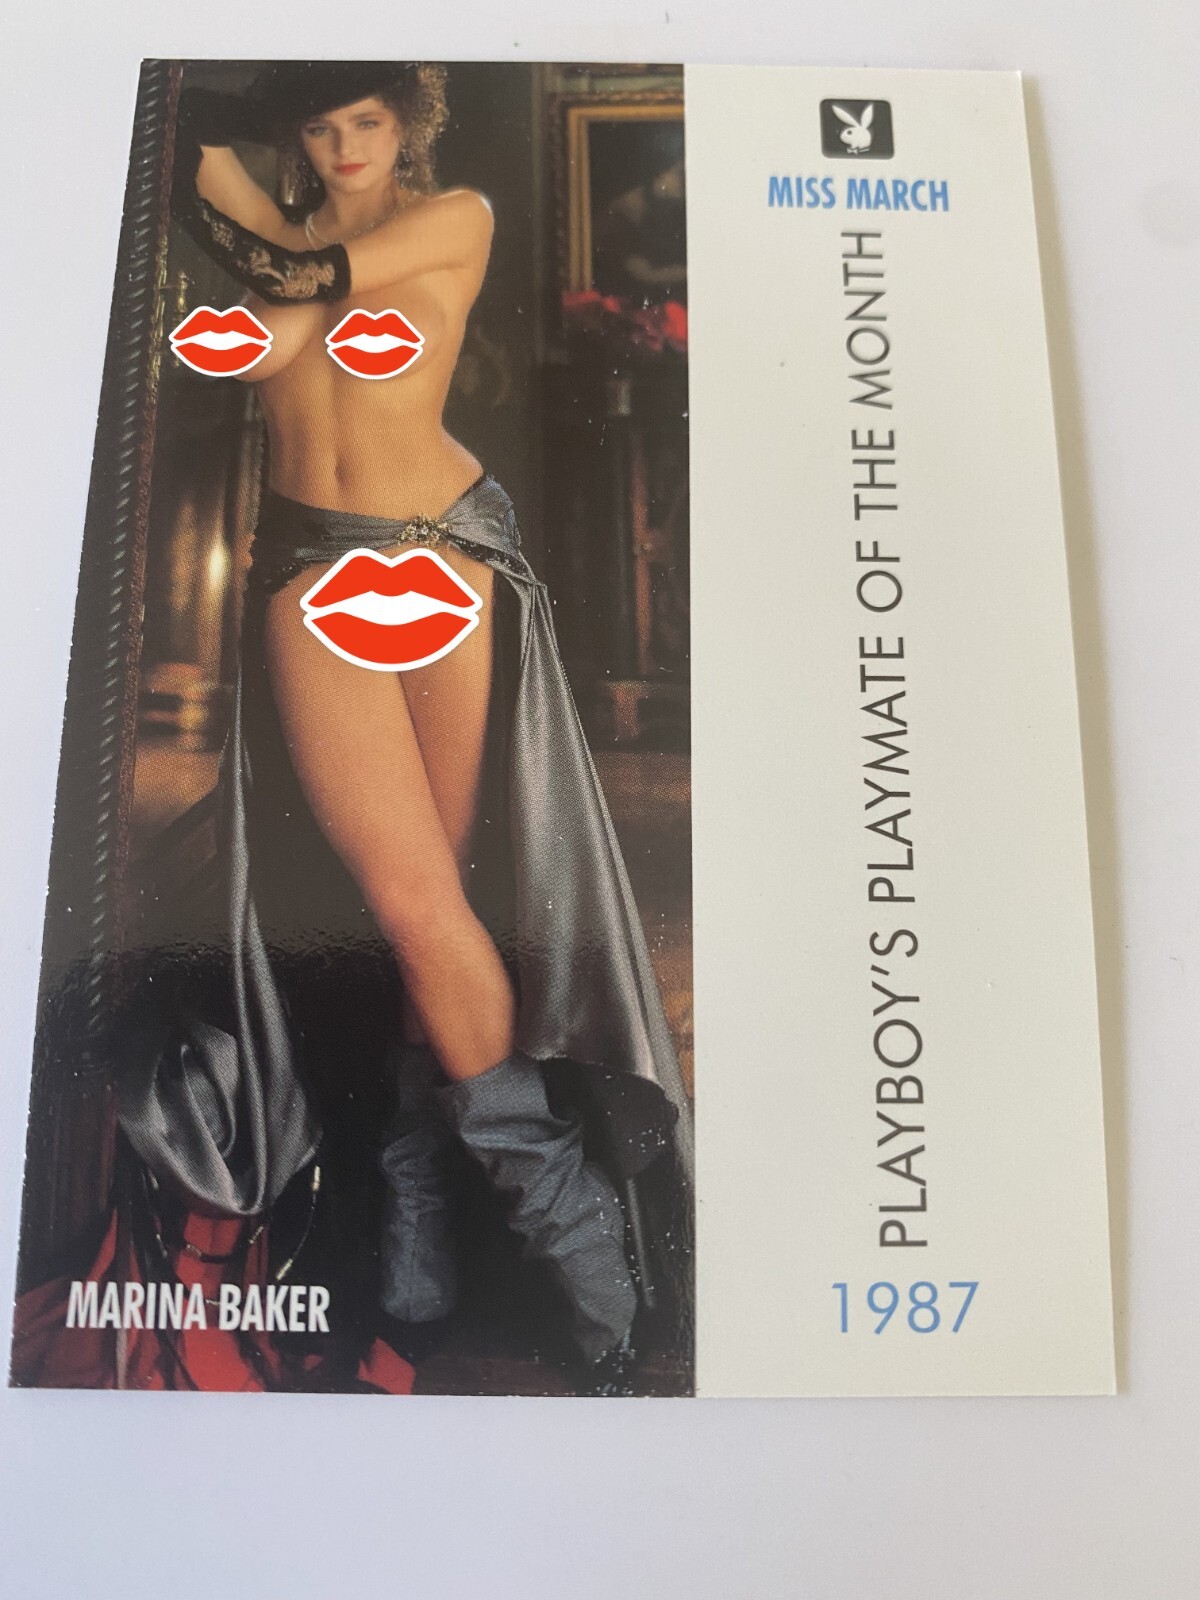 MISS MARCH
PLAYBOY'S PLAYMATE OF THE MONTH
1987
MARINA BAKER